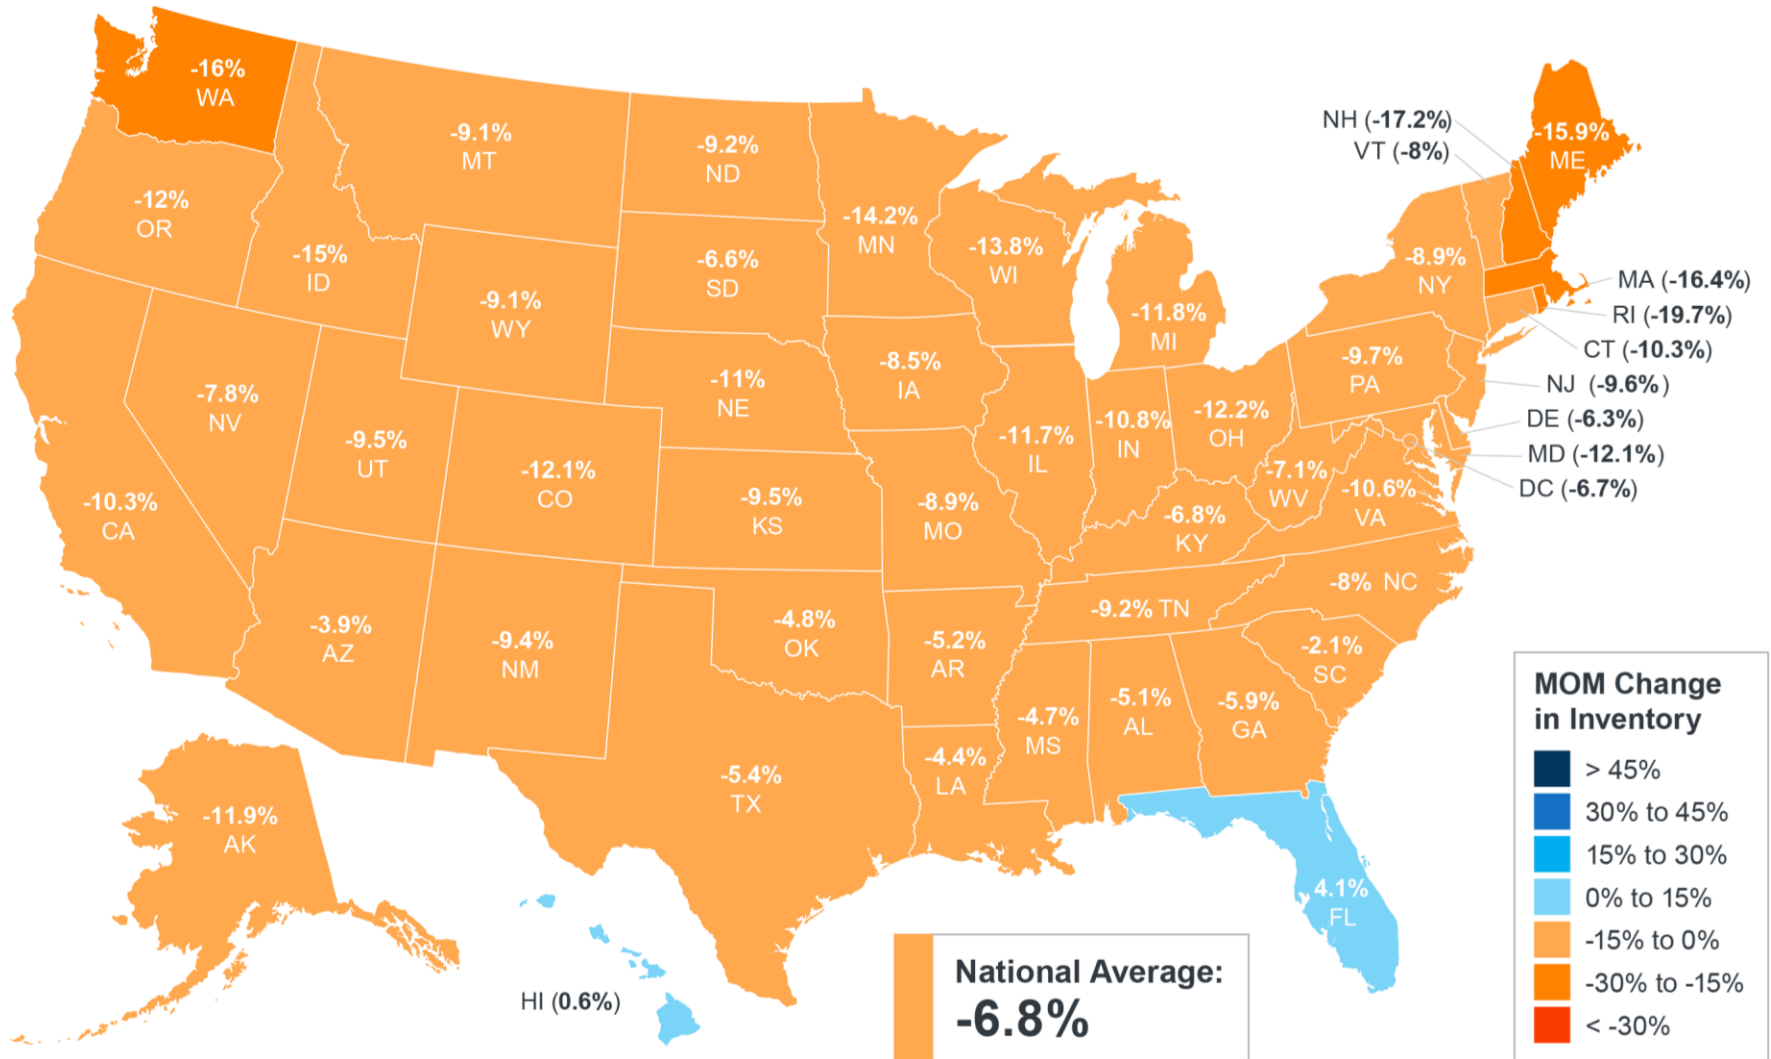 -16%
WA
-9.1%
MT
-9.2%
ND
-14.2%
MN
-13.8%
WI
-11.8%
MI
NH (-17.2%)
VT (-8%)
-15.9%
ME
-12%
OR
-15%
ID
-9.1%
WY
-6.6%
SD
-8.9%
NY
MA (-16.4%)
RI (-19.7%)
CT (-10.3%)
NJ (-9.6%)
DE (-6.3%)
MD (-12.1%)
DC (-6.7%)
-7.8%
NV
-9.5%
UT
-12.1%
CO
-11%
NE
-8.5%
IA
-11.7%
IL
-10.8%
IN
-12.2%
OH
-9.7%
PA
-10.3%
CA
-9.5%
KS
-8.9%
MO
-6.8%
KY
-7.1%
WV
-10.6%
VA
-3.9%
AZ
-9.4%
NM
-4.8%
OK
-5.2%
AR
-9.2% TN
-8% NC
-2.1%
SC
-5.4%
TX
-4.4%
LA
-4.7%
MS
-5.1%
AL
-5.9%
GA
4.1%
FL
-11.9%
AK
HI (0.6%)
National Average:
-6.8%
MOM Change
in Inventory
> 45%
30% to 45%
15% to 30%
0% to 15%
-15% to 0%
-30% to -15%
< -30%